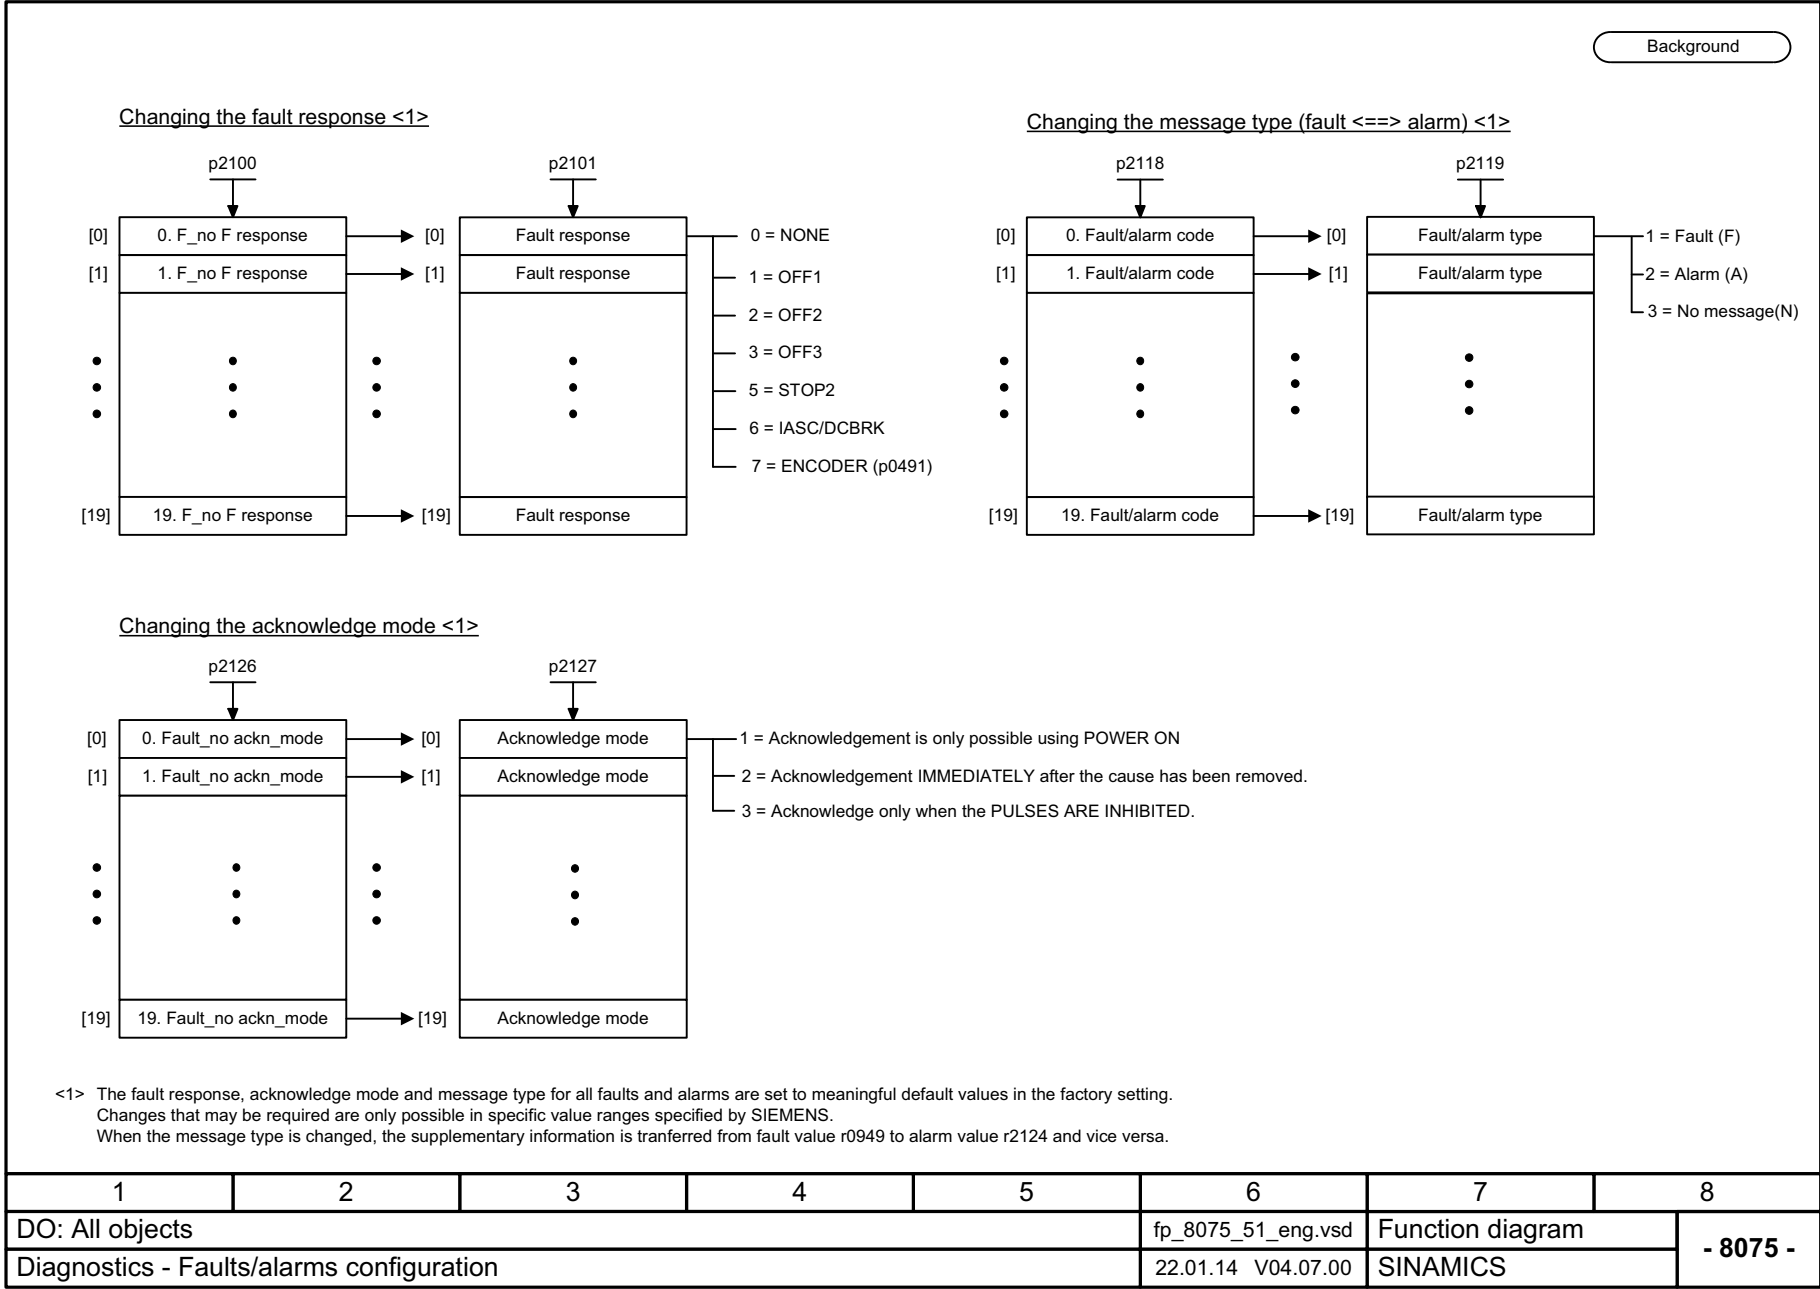 Background
Changing the fault response <1>
p2100 p2101
[0] 0. F_no F response [0] Fault response 0 = NONE
[1] 1. F_no F response [1] Fault response 1 = OFF1
2 = OFF2
3 = OFF3
5 = STOP2
6 = IASC/DCBRK
7 = ENCODER (p0491)
[19] 19. F_no F response [19] Fault response
Changing the message type (fault <==> alarm) <1>
p2118 p2119
[0] 0. Fault/alarm code [0] Fault/alarm type 1 = Fault (F)
[1] 1. Fault/alarm code [1] Fault/alarm type 2 = Alarm (A)
3 = No message(N)
[19] 19. Fault/alarm code [19] Fault/alarm type
Changing the acknowledge mode <1>
p2126 p2127
[0] 0. Fault_no ackn_mode [0] Acknowledge mode 1 = Acknowledgement is only possible using POWER ON
[1] 1. Fault_no ackn_mode [1] Acknowledge mode 2 = Acknowledgement IMMEDIATELY after the cause has been removed.
3 = Acknowledge only when the PULSES ARE INHIBITED.
[19] 19. Fault_no ackn_mode [19] Acknowledge mode
<1> The fault response, acknowledge mode and message type for all faults and alarms are set to meaningful default values in the factory setting.
Changes that may be required are only possible in specific value ranges specified by SIEMENS.
When the message type is changed, the supplementary information is tranferred from fault value r0949 to alarm value r2124 and vice versa.
1 2 3 4 5 6 7 8
DO: All objects fp_8075_51_eng.vsd Function diagram - 8075 -
Diagnostics - Faults/alarms configuration 22.01.14 V04.07.00 SINAMICS